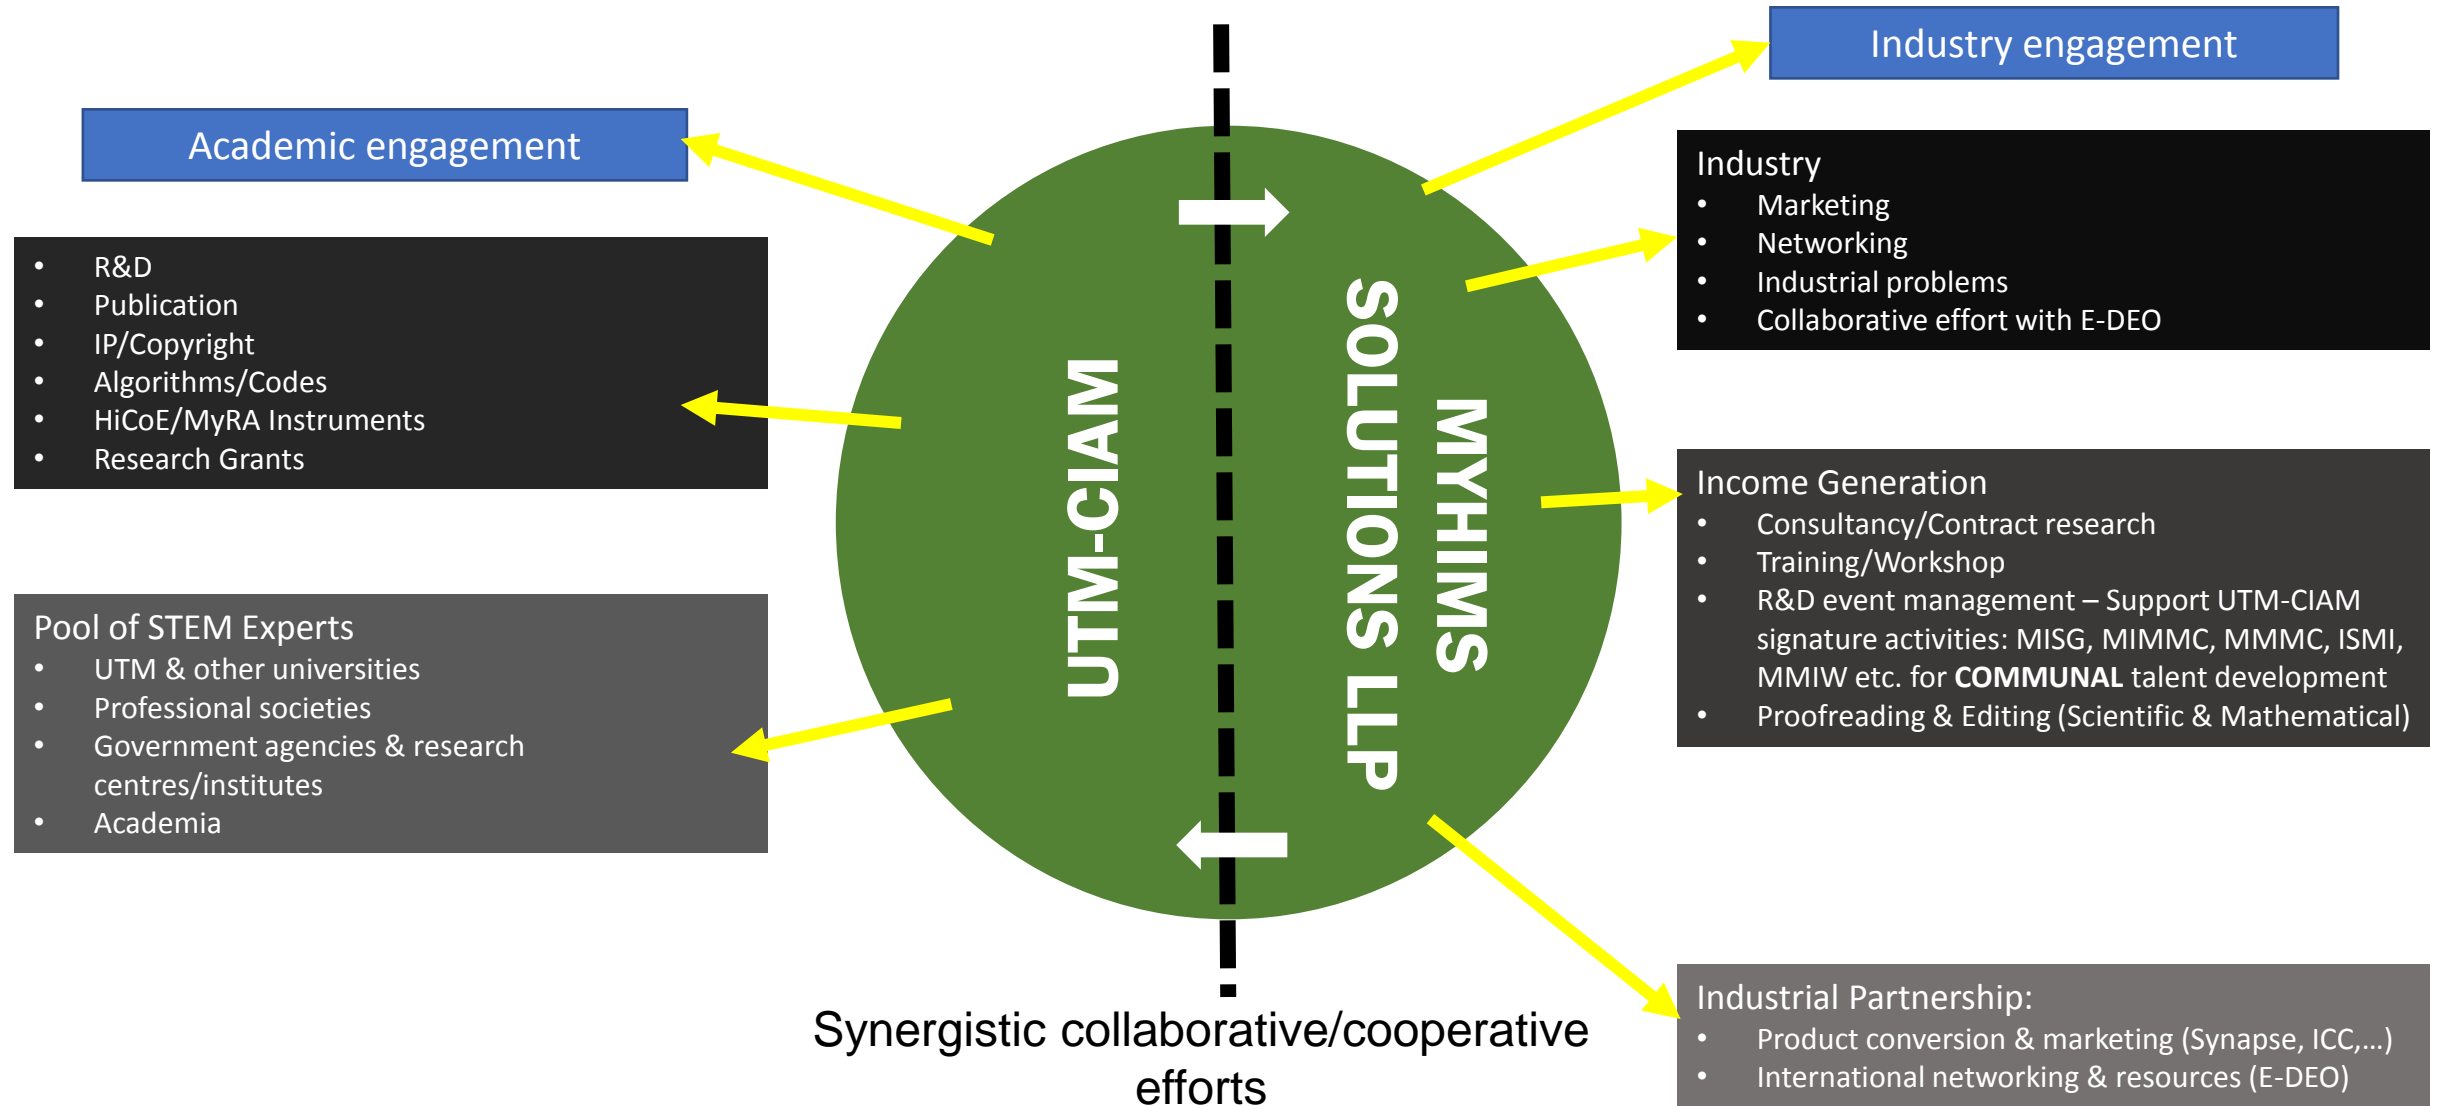 Academic engagement
• R&D
• Publication
• IP/Copyright
• Algorithms/Codes
• HiCoE/MyRA Instruments
• Research Grants
Pool of STEM Experts
• UTM & other universities
• Professional societies
• Government agencies & research
centres/institutes
• Academia
UTM-CIAM
MYHIMS
SOLUTIONS LLP
Synergistic collaborative/cooperative
efforts
Industry engagement
Industry
• Marketing
• Networking
• Industrial problems
• Collaborative effort with E-DEO
Income Generation
• Consultancy/Contract research
• Training/Workshop
• R&D event management – Support UTM-CIAM
signature activities: MISG, MIMMC, MMMC, ISMI,
MMIW etc. for COMMUNAL talent development
• Proofreading & Editing (Scientific & Mathematical)
Industrial Partnership:
• Product conversion & marketing (Synapse, ICC,...)
• International networking & resources (E-DEO)